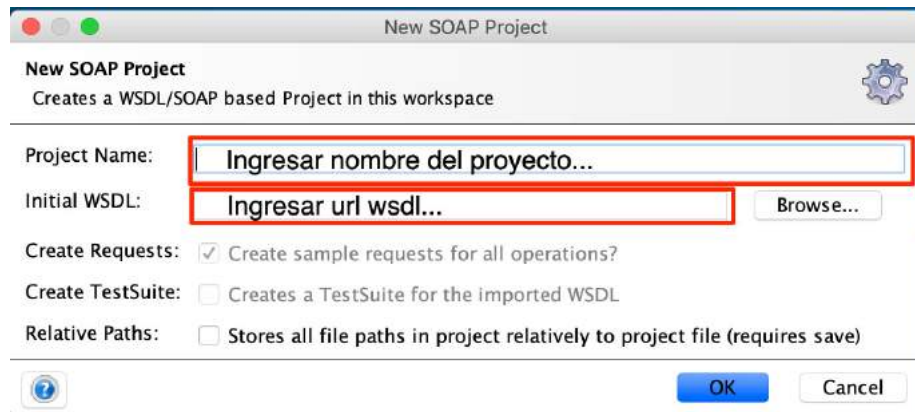 New SOAP Project
New SOAP Project
Creates a WSDL/SOAP based Project in this workspace
Project Name: Ingresar nombre del proyecto...
Initial WSDL: Ingresar url wsdl... Browse...
Create Requests: Create sample requests for all operations?
Create TestSuite: Creates a TestSuite for the imported WSDL
Relative Paths: Stores all file paths in project relatively to project file (requires save)
? OK Cancel